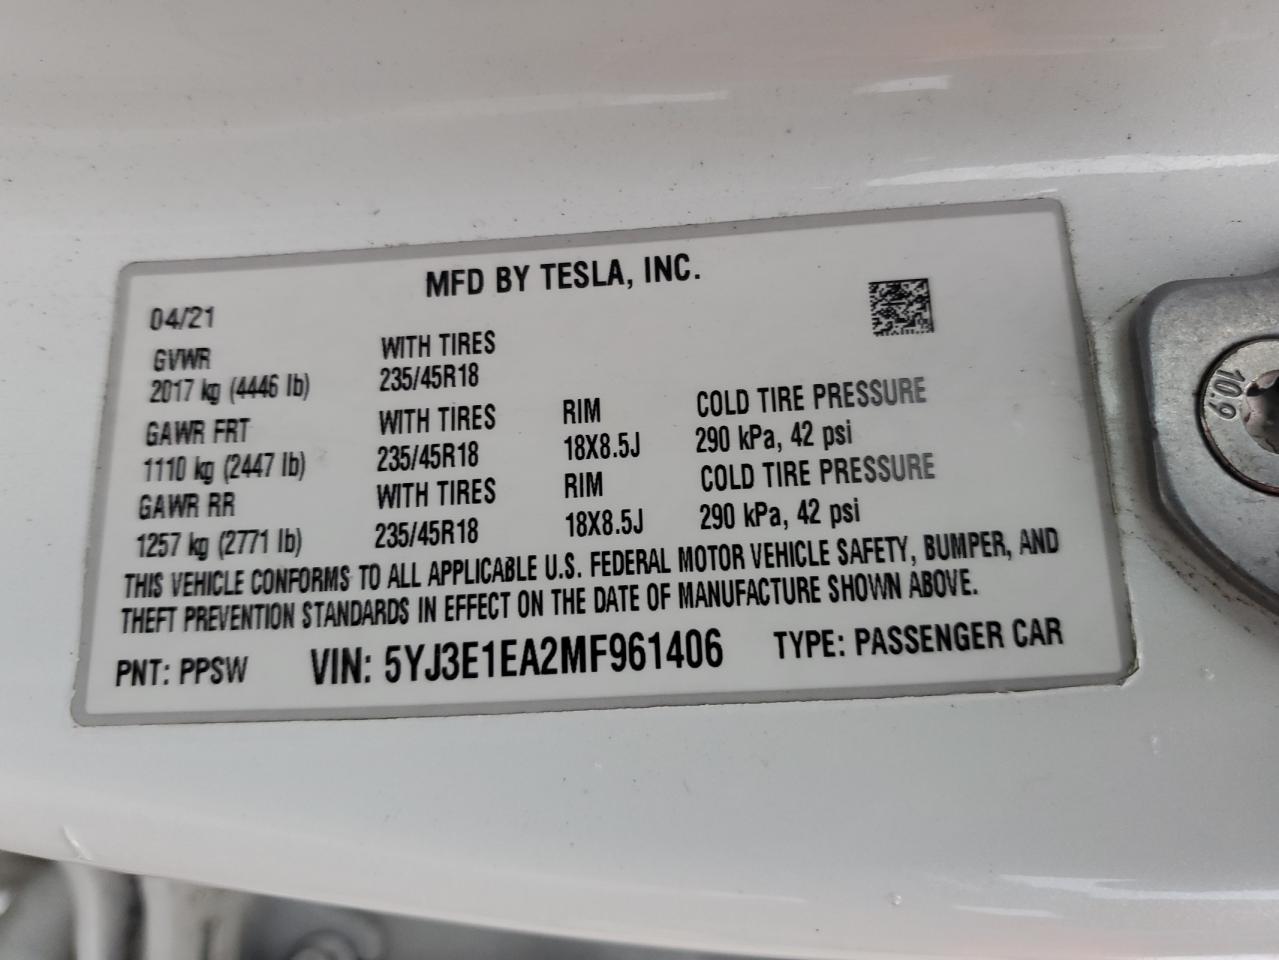 MFD BY TESLA, INC.
04/21
GVWR WITH TIRES
2017 kg (4446 lb) 235/45R18
GAWR FRT WITH TIRES RIM COLD TIRE PRESSURE
1110 kg (2447 lb) 235/45R18 18X8.5J 290 kPa, 42 psi
GAWR RR WITH TIRES RIM COLD TIRE PRESSURE
1257 kg (2771 lb) 235/45R18 18X8.5J 290 kPa, 42 psi
THIS VEHICLE CONFORMS TO ALL APPLICABLE U.S. FEDERAL MOTOR VEHICLE SAFETY, BUMPER, AND
THEFT PREVENTION STANDARDS IN EFFECT ON THE DATE OF MANUFACTURE SHOWN ABOVE.
PNT: PPSW VIN: 5YJ3E1EA2MF961406 TYPE: PASSENGER CAR
10.9